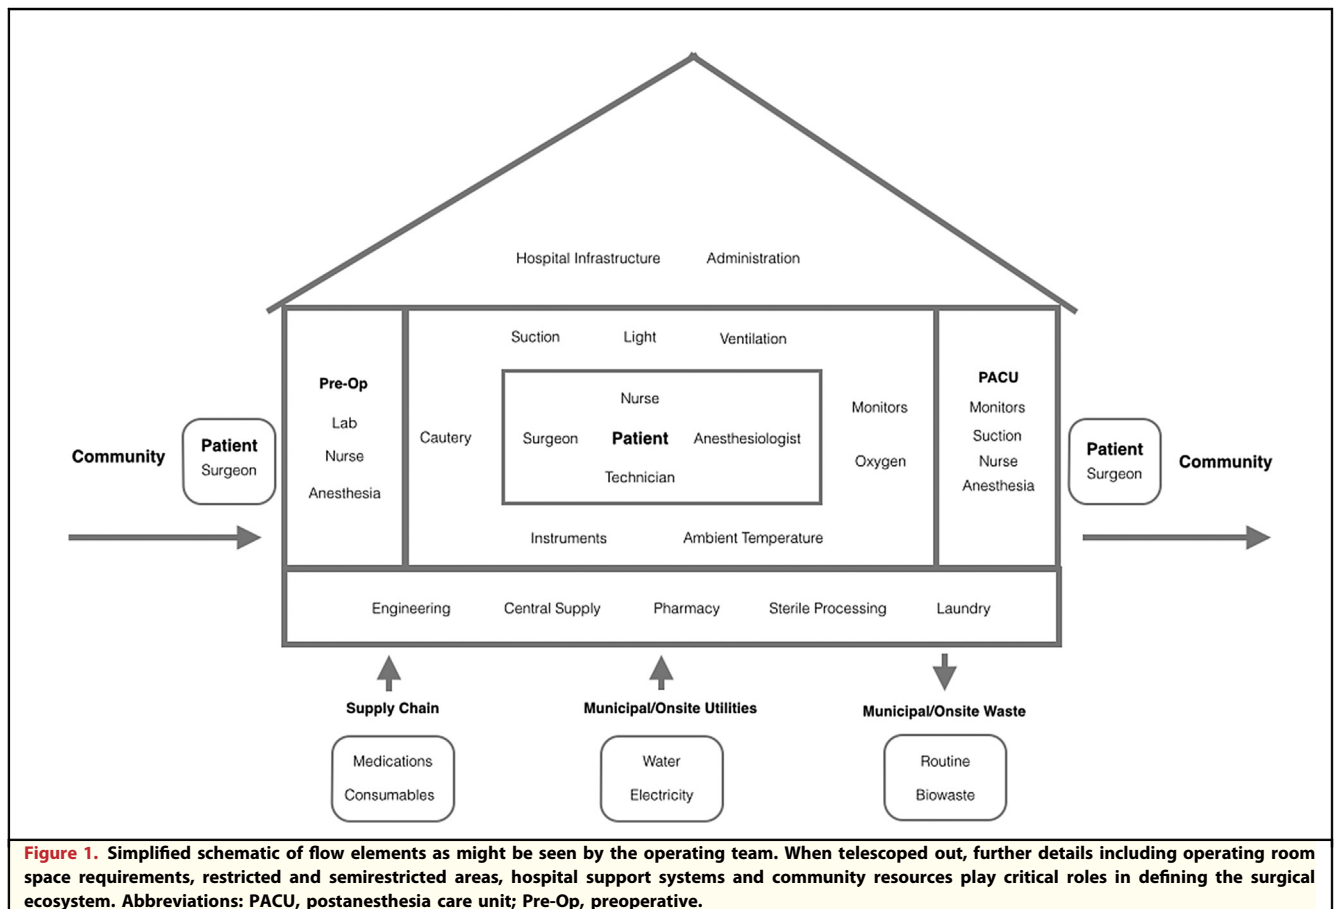 Hospital Infrastructure Administration
Suction Light Ventilation
Pre-Op
Lab
Nurse
Anesthesia
Community
Patient
Surgeon
Cautery
Nurse
Surgeon Patient Anesthesiologist
Technician
Monitors
Oxygen
Instruments Ambient Temperature
PACU
Monitors
Suction
Nurse
Anesthesia
Patient
Surgeon
Community
Engineering Central Supply Pharmacy Sterile Processing Laundry
Supply Chain
Medications
Consumables
Municipal/Onsite Utilities
Water
Electricity
Municipal/Onsite Waste
Routine
Biowaste
Figure 1. Simplified schematic of flow elements as might be seen by the operating team. When telescoped out, further details including operating room
space requirements, restricted and semirestricted areas, hospital support systems and community resources play critical roles in defining the surgical
ecosystem. Abbreviations: PACU, postanesthesia care unit; Pre-Op, preoperative.